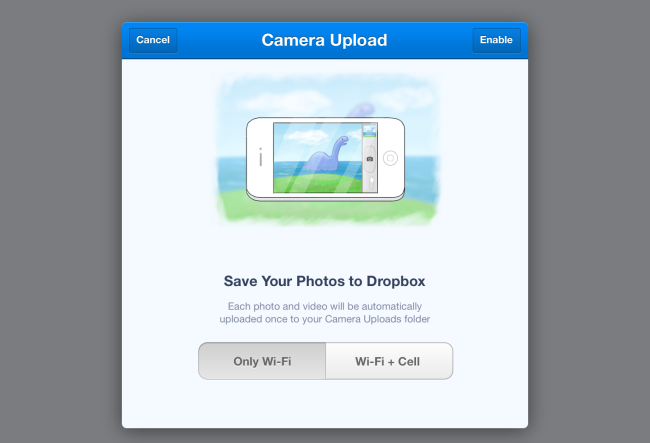 Cancel
Camera Upload
Enable
Save Your Photos to Dropbox
Each photo and video will be automatically
uploaded once to your Camera Uploads folder
Only Wi-Fi
Wi-Fi + Cell